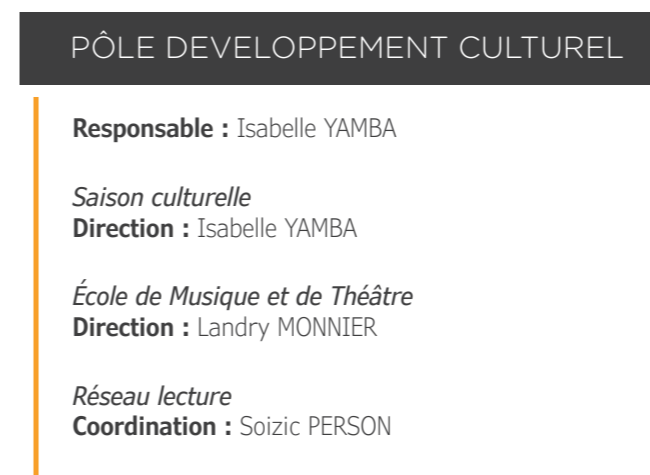 PÔLE DEVELOPPEMENT CULTUREL
Responsable : Isabelle YAMBA
Saison culturelle
Direction : Isabelle YAMBA
École de Musique et de Théâtre
Direction : Landry MONNIER
Réseau lecture
Coordination : Soizic PERSON